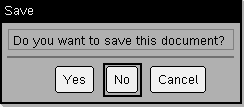 Save
Do you want to save this document?
Yes No Cancel